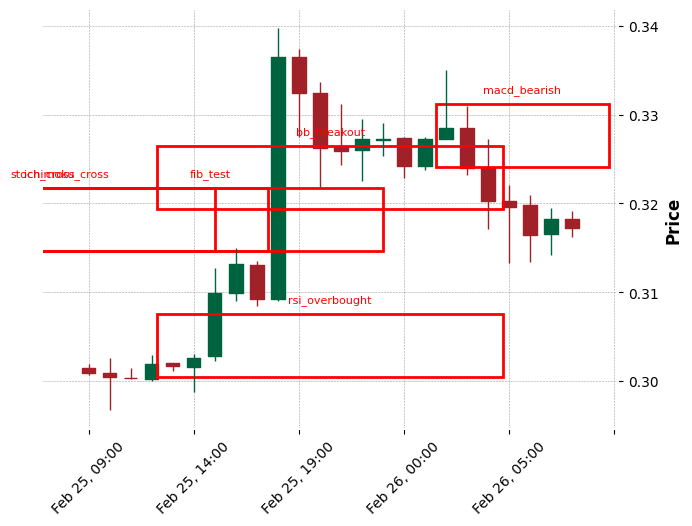 0.34
macd_bearish
0.33
bb_breakout
ichimoku_cross
fib_test
0.32
Price
0.31
rsi_overbought
0.30
Feb 25, 09:00
Feb 25, 14:00
Feb 25, 19:00
Feb 26, 00:00
Feb 26, 05:00